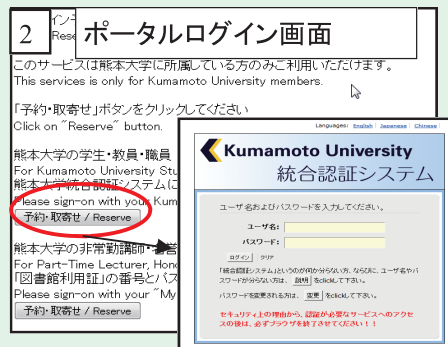 2 ポータルログイン画面
このサービスは熊本大学に所属している方のみご利用いただけます。
This services is only for Kumamoto University members.
「予約・取寄せ」ボタンをクリックしてください
Click on "Reserve" button.
熊本大学の学生・教員・職員
For Kumamoto University Stu
熊本大学統合認証システムに
Please sign-on with your Kum
予約・取寄せ / Reserve
熊本大学の非常勤講師・
For Part-Time Lecturer, Hono
「図書館利用証」の番号とパス
Please sign-on with your "My
予約・取寄せ / Reserve
Languages: English Japanese Chinese
Kumamoto University
統合認証システム
ユーザ名およびパスワードを入力してください。
ユーザ名:
パスワード:
ログイン クリア
「統合認証システム」というのが何か分らない方、ならびに、ユーザ名やパ
スワードが分らない方は、 説明 をclickして下さい。
パスワードを変更される方は、 変更 をclickして下さい。
セキュリティ上の理由から、認証が必要なサービスへのアクセ
スの後は、必ずブラウザを終了させてください！！